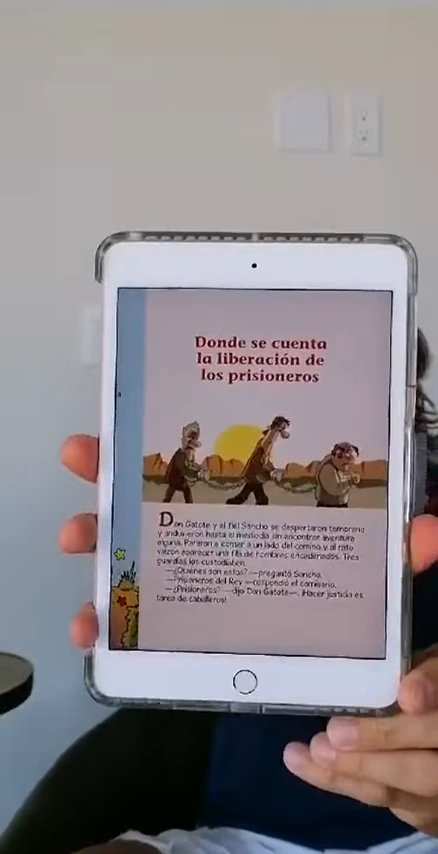 Donde se cuenta
la liberación de
los prisioneros
Don Gatote y el fiel Sancho se despertaron temprano
y anduvieron hasta el mediodía sin encontrar aventura
alguna. Pararon a comer a un lado del camino y al rato
vieron aparecer una fila de hombres encadenados. Tres
guardias los custodiaban.
—¿Quiénes son estos? —preguntó Sancho.
—Prisioneros del Rey —respondió el comisario.
—¿Prisioneros? —dijo Dan Gatote—. ¡Hacer justicia es
tarea de caballeros!